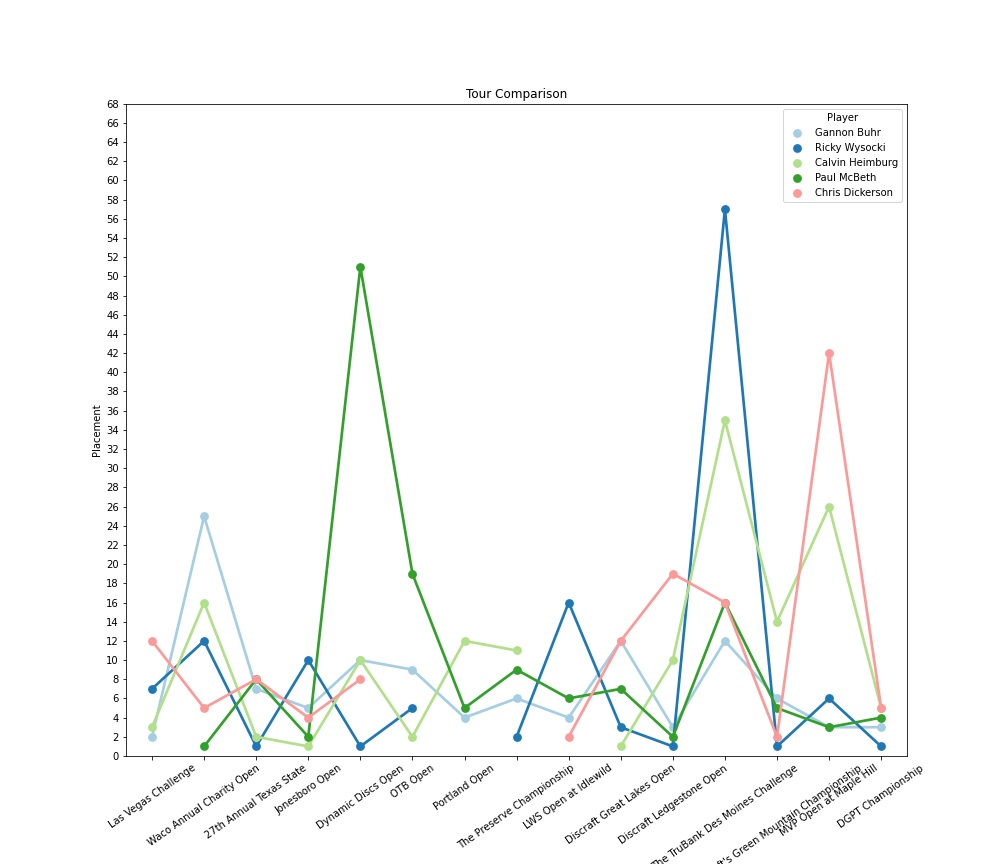 Tour Comparison
Player
Gannon Buhr
Ricky Wysocki
Calvin Heimburg
Paul McBeth
Chris Dickerson
Placement
68
66
64
62
60
58
56
54
52
50
48
46
44
42
40
38
36
34
32
30
28
26
24
22
20
18
16
14
12
10
8
6
4
2
0
Las Vegas Challenge
Waco Annual Charity Open
27th Annual Texas State
Jonesboro Open
Dynamic Discs Open
OTB Open
Portland Open
The Preserve Championship
LWS Open at Idlewild
Discraft Great Lakes Open
Discraft Ledgestone Open
The TruBank Des Moines Challenge
ft's Green Mountain Championship
MVP Open at Maple Hill
DGPT Championship